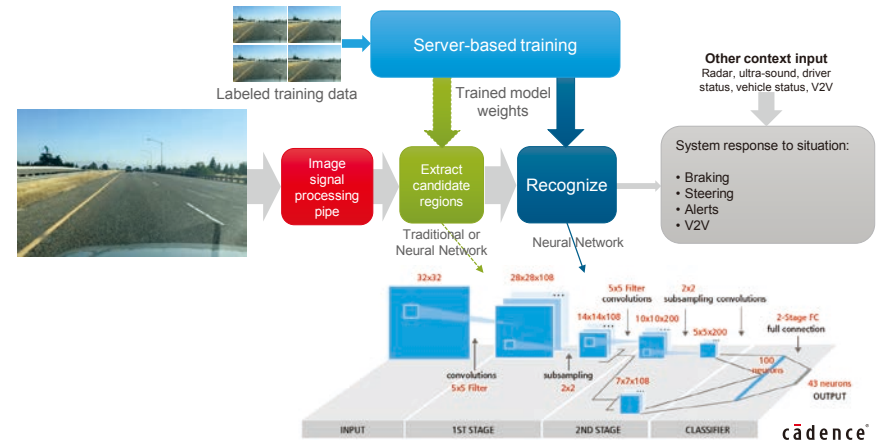 Server-based training
Labeled training data
Trained model
weights
Other context input
Radar, ultra-sound, driver
status, vehicle status, V2V
Image
signal
processing
pipe
Extract
candidate
regions
Recognize
System response to situation:
• Braking
• Steering
• Alerts
• V2V
Traditional or
Neural Network
Neural Network
32x32
28x28x108
5x5 Filter
convolutions
2x2
subsampling
convolutions
14x14x108
10x10x200
5x5x200
2-Stage FC
full connection
convolutions
5x5 Filter
subsampling
2x2
7x7x108
100
neurons
43 neurons
OUTPUT
INPUT
1ST STAGE
2ND STAGE
CLASSIFIER
cādence®